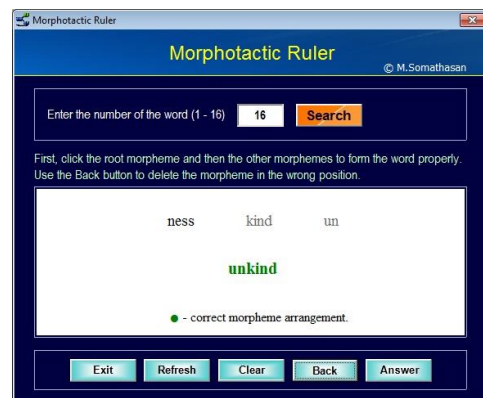 Morphotactic Ruler
Morphotactic Ruler
© M.Somathasan
Enter the number of the word (1 - 16) 16 Search
First, click the root morpheme and then the other morphemes to form the word properly.
Use the Back button to delete the morpheme in the wrong position.
ness kind un
unkind
● - correct morpheme arrangement.
Exit Refresh Clear Back Answer